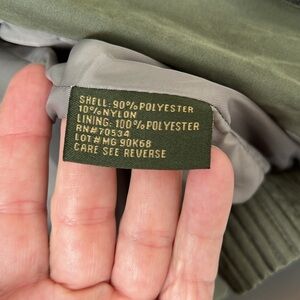 SHELL: 90% POLYESTER
10% NYLON
LINING: 100% POLYESTER
RN# 70534
LOT# MG 90K68
CARE SEE REVERSE